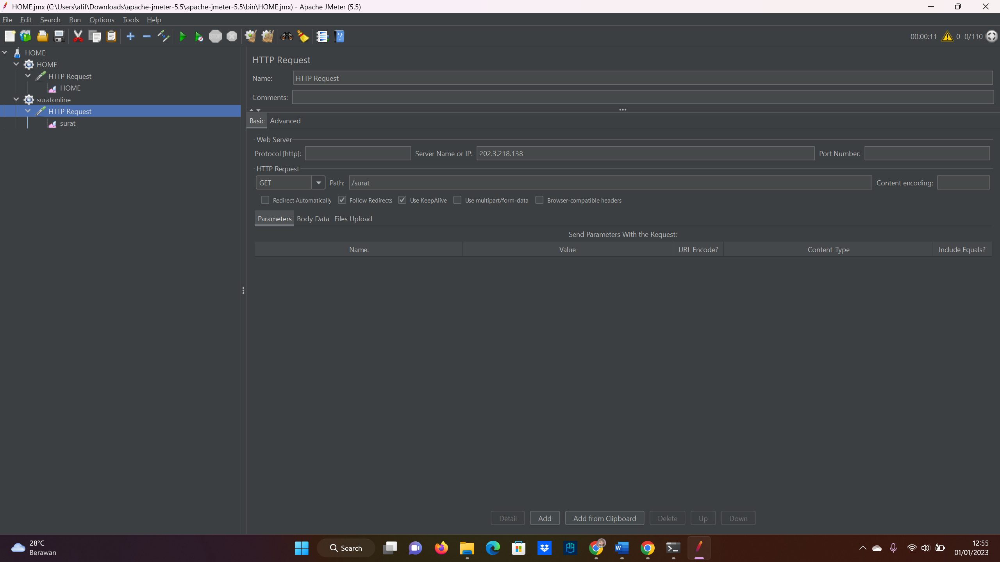 HOME.jmx (C:\Users\afif\Downloads\apache-jmeter-5.5\apache-jmeter-5.5\bin\HOME.jmx) - Apache JMeter (5.5)
File Edit Search Run Options Tools Help
STOP
00:00:11 0 0/110
HOME
HOME
HTTP Request
HOME
suratonline
HTTP Request
surat
HTTP Request
Name: HTTP Request
Comments:
Basic Advanced
Web Server
Protocol [http]: Server Name or IP: 202.3.218.138 Port Number:
HTTP Request
GET Path: /surat Content encoding:
Redirect Automatically Follow Redirects Use KeepAlive Use multipart/form-data Browser-compatible headers
Parameters Body Data Files Upload
Send Parameters With the Request:
Name: Value URL Encode? Content-Type Include Equals?
Detail Add Add from Clipboard Delete Up Down
28°C
Berawan
Search
12:55
01/01/2023